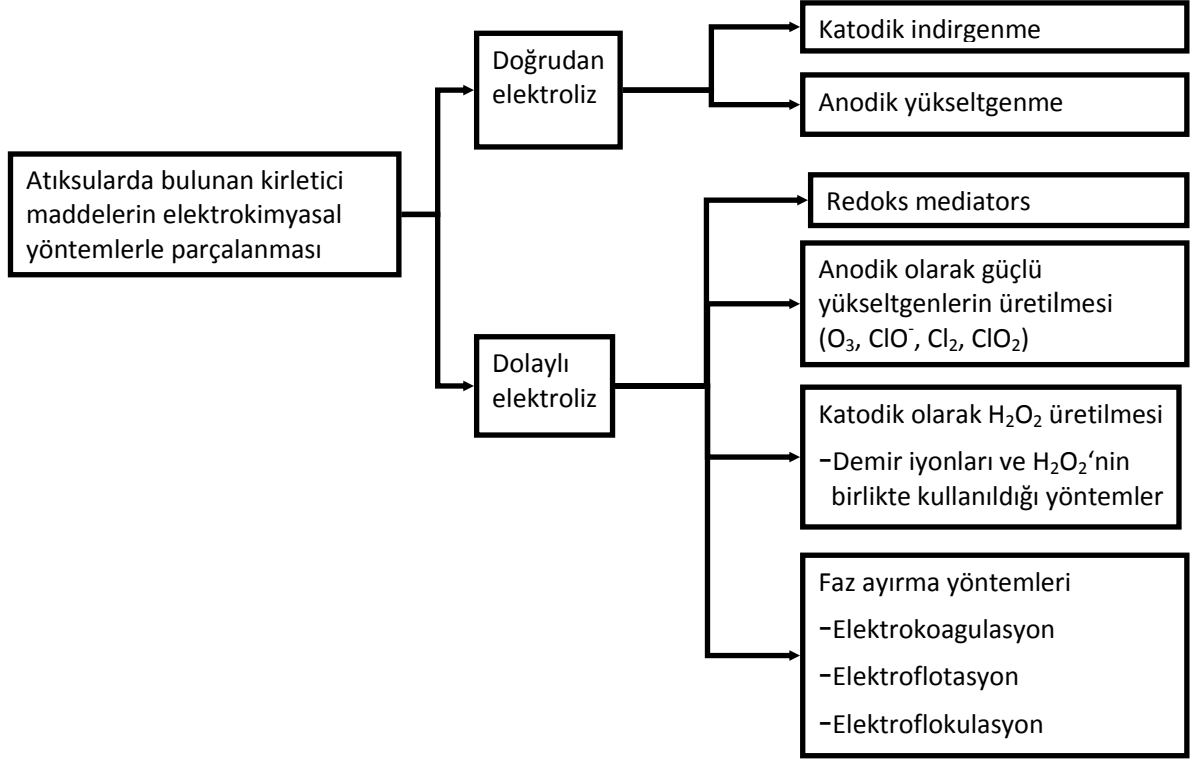 Atıksularda bulunan kirletici
maddelerin elektrokimyasal
yöntemlerle parçalanması
Doğrudan
elektroliz
Katodik indirgenme
Anodik yükseltgenme
Dolaylı
elektroliz
Redoks mediators
Anodik olarak güçlü
yükseltgenlerin üretilmesi
(O₃, ClO⁻, Cl₂, ClO₂)
Katodik olarak H₂O₂ üretilmesi
−Demir iyonları ve H₂O₂‘nin
birlikte kullanıldığı yöntemler
Faz ayırma yöntemleri
−Elektrokoagulasyon
−Elektroflotasyon
−Elektroflokulasyon